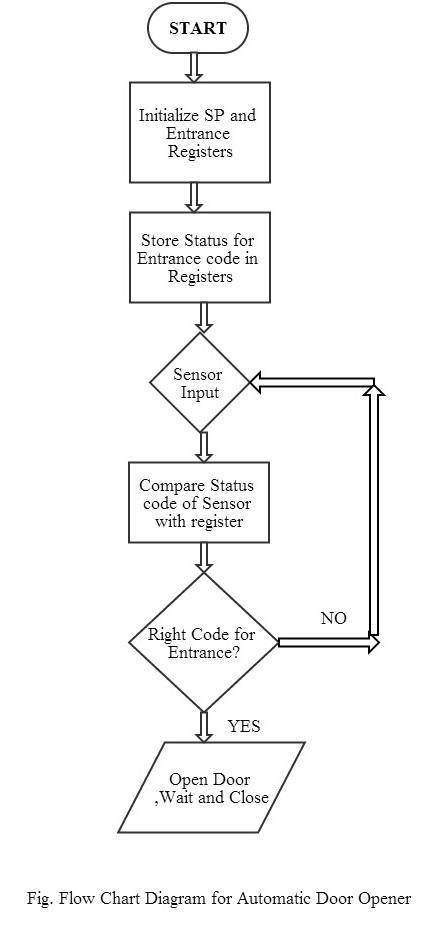 START
Initialize SP and
Entrance
Registers
Store Status for
Entrance code in
Registers
Sensor
Input
Compare Status
code of Sensor
with register
Right Code for
Entrance?
NO
YES
Open Door
,Wait and Close
Fig. Flow Chart Diagram for Automatic Door Opener